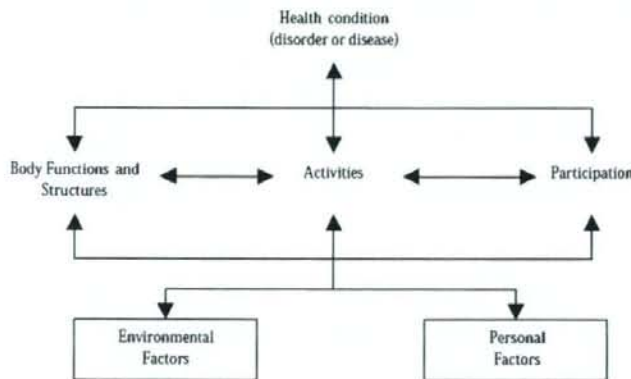 Health condition
(disorder or disease)
Body Functions and
Structures
Activities
Participation
Environmental
Factors
Personal
Factors